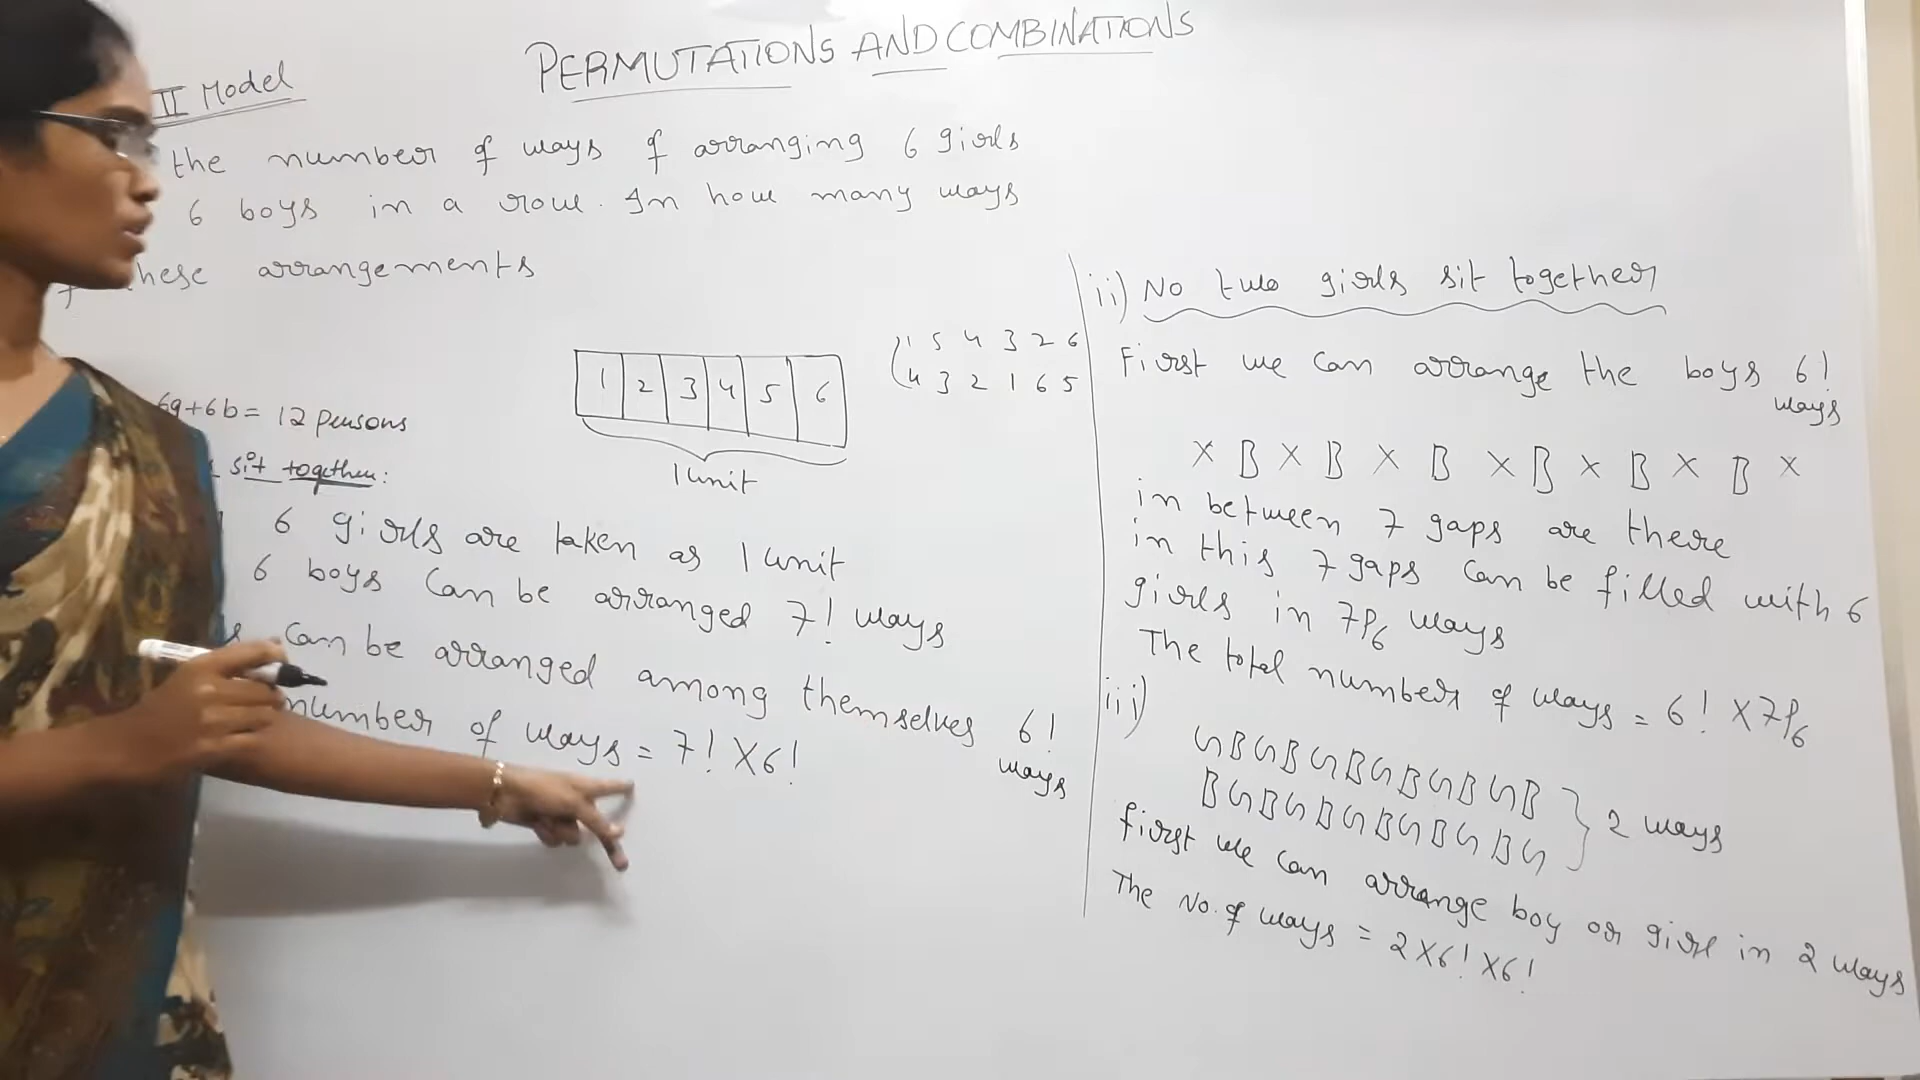 PERMUTATIONS AND COMBINATIONS
II Model
the number of ways of arranging 6 girls
6 boys in a row. In how many ways
these arrangements
6g+6b = 12 persons
sit together:
1 2 3 4 5 6
1 unit
1 5 4 3 2 6
4 3 2 1 6 5
6 girls are taken as 1 unit
6 boys can be arranged 7! ways
can be arranged among themselves 6!
ways
number of ways = 7! X 6!
ii) No two girls sit together
First we can arrange the boys 6!
ways
X B X B X B X B X B X B X
in between 7 gaps are there
in this 7 gaps can be filled with 6
girls in 7P6 ways
The total number of ways = 6! X 7P6
iii)
GBGBGBGBGBGB
BGBGBGBGBGBG } 2 ways
first we can arrange boy or girl in 2 ways
The No. of ways = 2 X 6! X 6!